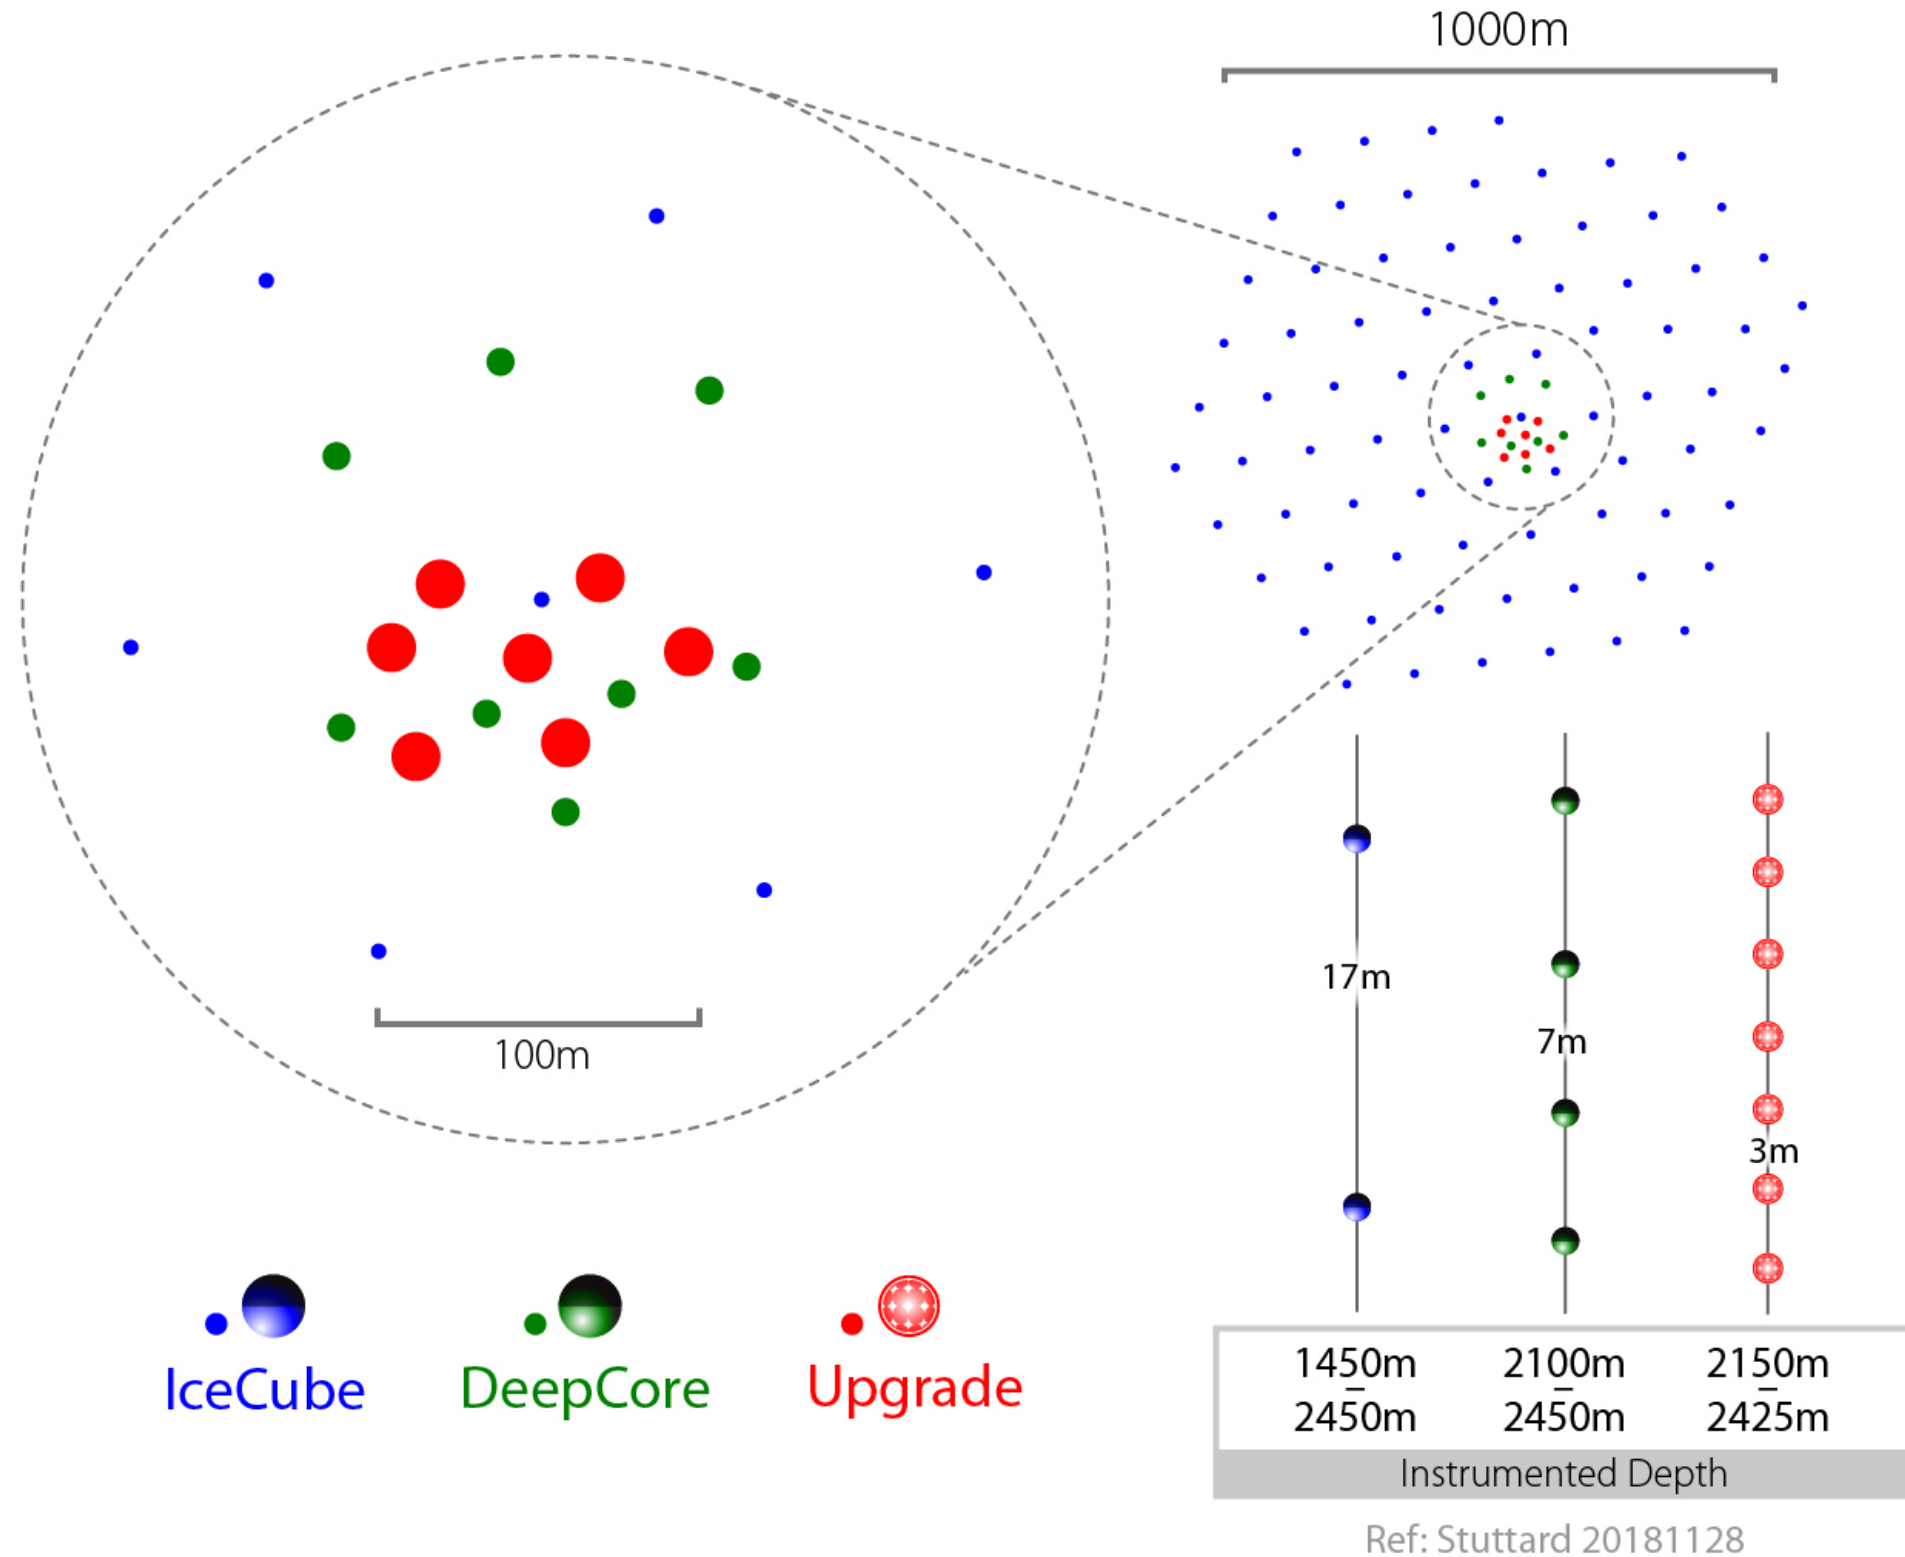 1000m
100m
17m
7m
3m
IceCube
DeepCore
Upgrade
1450m
–
2450m
2100m
–
2450m
2150m
–
2425m
Instrumented Depth
Ref: Stuttard 20181128